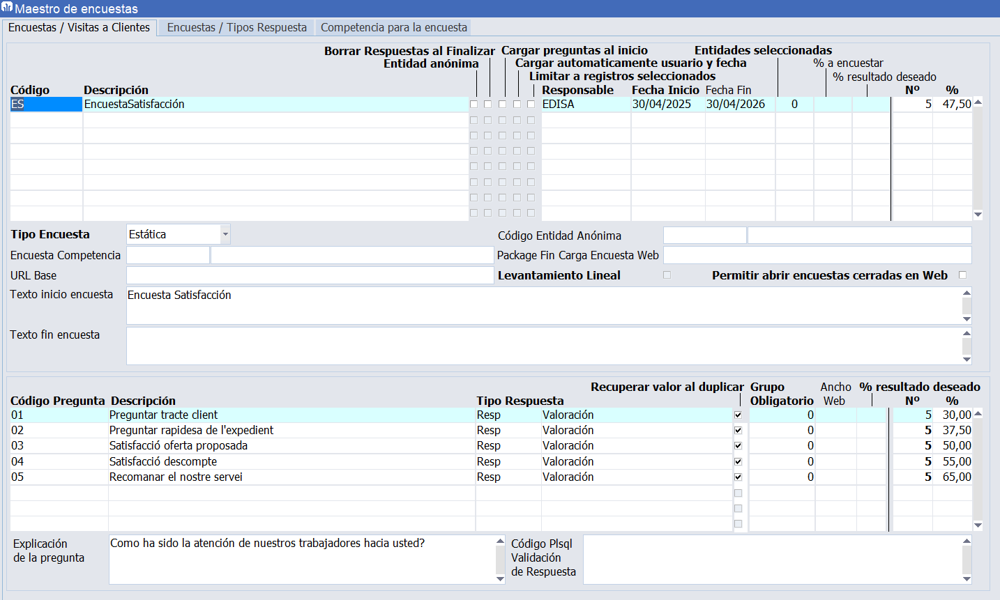 Maestro de encuestas
Encuestas / Visitas a Clientes Encuestas / Tipos Respuesta Competencia para la encuesta
Borrar Respuestas al Finalizar Cargar preguntas al inicio Entidades seleccionadas
Entidad anónima Cargar automaticamente usuario y fecha % a encuestar
Limitar a registros seleccionados % resultado deseado
Código Descripción Responsable Fecha Inicio Fecha Fin Nº %
ES EncuestaSatisfacción EDISA 30/04/2025 30/04/2026 0 5 47,50
Tipo Encuesta Estática Código Entidad Anónima
Encuesta Competencia Package Fin Carga Encuesta Web
URL Base Levantamiento Lineal Permitir abrir encuestas cerradas en Web
Texto inicio encuesta Encuesta Satisfacción
Texto fin encuesta
Recuperar valor al duplicar Grupo Ancho % resultado deseado
Código Pregunta Descripción Tipo Respuesta Obligatorio Web Nº %
01 Preguntar tracte client Resp Valoración 0 5 30,00
02 Preguntar rapidesa de l'expedient Resp Valoración 0 5 37,50
03 Satisfacció oferta proposada Resp Valoración 0 5 50,00
04 Satisfacció descompte Resp Valoración 0 5 55,00
05 Recomanar el nostre servei Resp Valoración 0 5 65,00
Explicación de la pregunta Como ha sido la atención de nuestros trabajadores hacia usted?
Código Plsql
Validación
de Respuesta